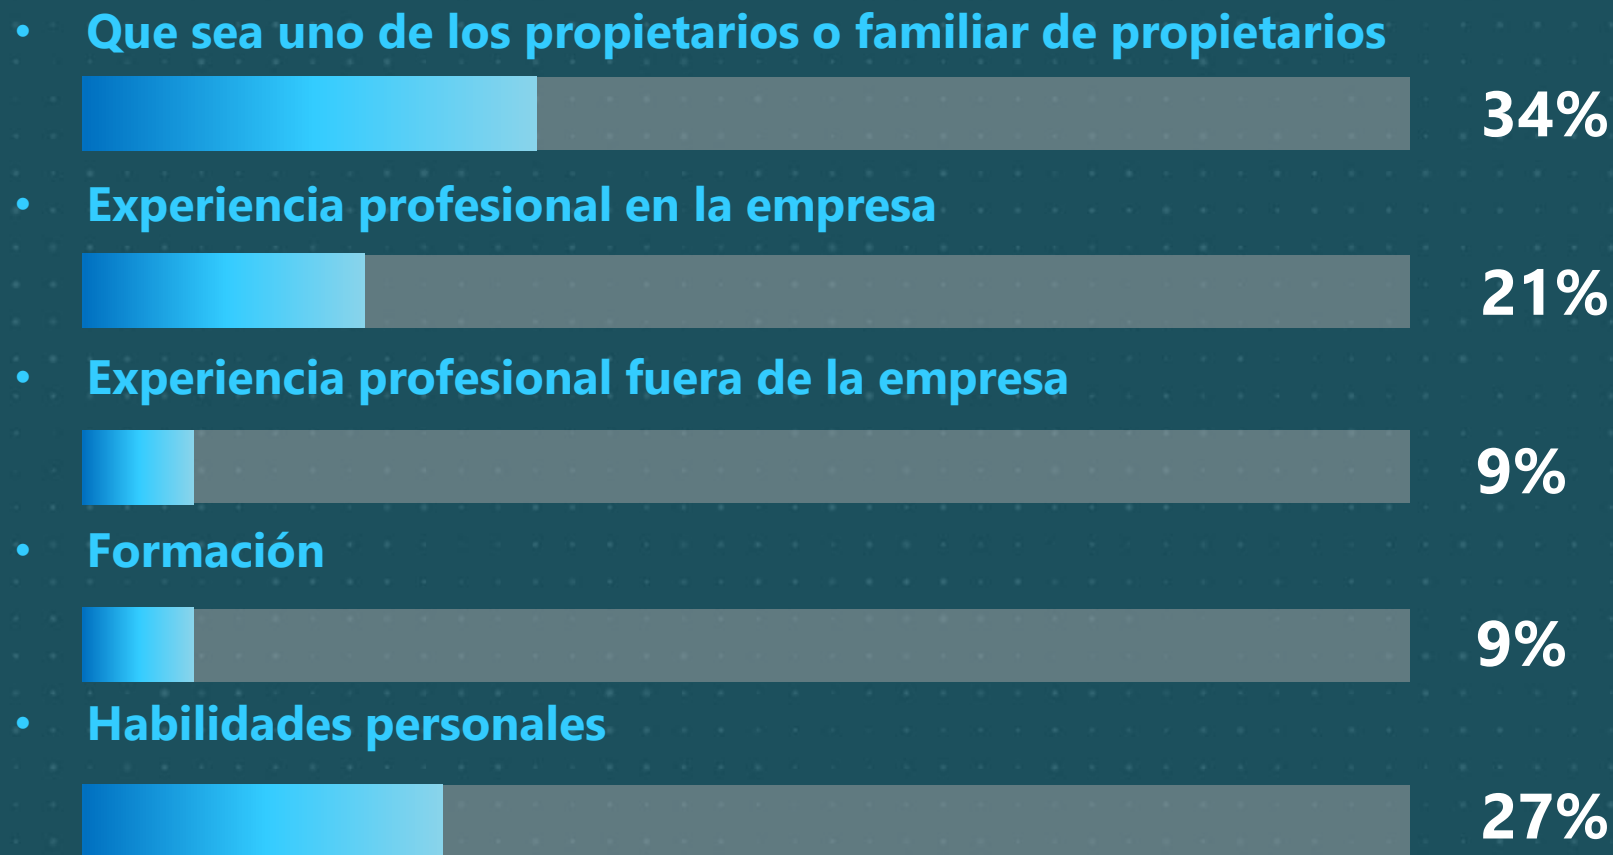 • Que sea uno de los propietarios o familiar de propietarios
34%
• Experiencia profesional en la empresa
21%
• Experiencia profesional fuera de la empresa
9%
• Formación
9%
• Habilidades personales
27%